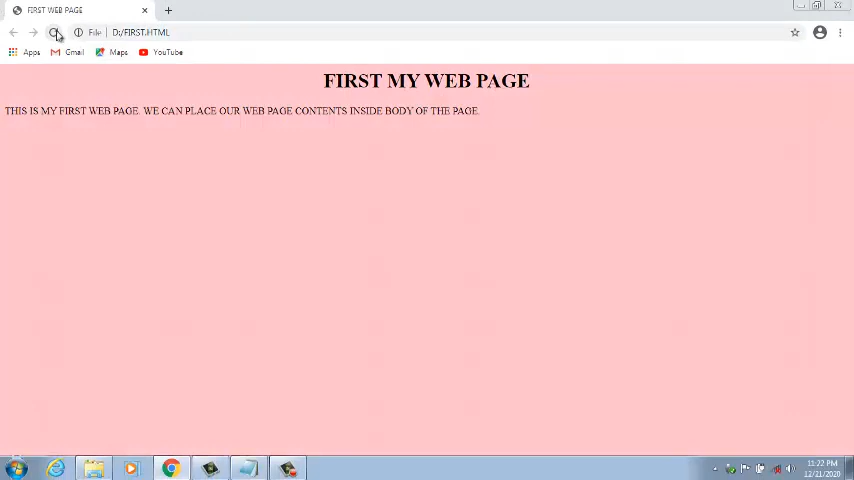 FIRST WEB PAGE
File
D:/FIRST.HTML
Apps
Gmail
Maps
YouTube
FIRST MY WEB PAGE
THIS IS MY FIRST WEB PAGE. WE CAN PLACE OUR WEB PAGE CONTENTS INSIDE BODY OF THE PAGE.
11:22 PM
12/21/2020